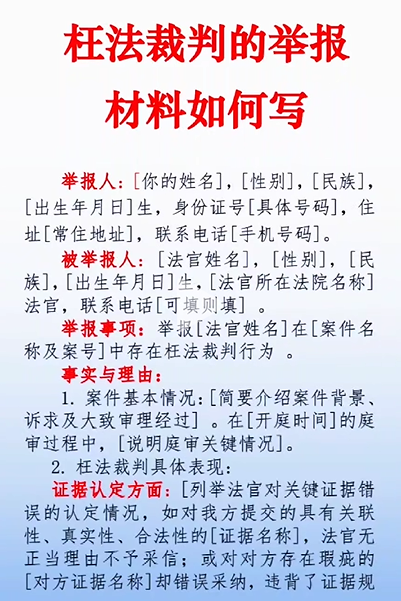 枉法裁判的举报
材料如何写
举报人：[你的姓名]，[性别]，[民族]，
[出生年月日]生，身份证号[具体号码]，住
址[常住地址]，联系电话[手机号码]。
被举报人：[法官姓名]，[性别]，[民
族]，[出生年月日]生，[法官所在法院名称]
法官，联系电话[可填则填] 。
举报事项：举报[法官姓名]在[案件名
称及案号]中存在枉法裁判行为 。
事实与理由：
1. 案件基本情况：[简要介绍案件背景、
诉求及大致审理经过] 。在[开庭时间]的庭
审过程中，[说明庭审关键情况]。
2. 枉法裁判具体表现：
证据认定方面：[列举法官对关键证据错
误的认定情况，如对我方提交的具有关联
性、真实性、合法性的[证据名称]，法官无
正当理由不予采信；或对对方存在瑕疵的
[对方证据名称]却错误采纳，违背了证据规